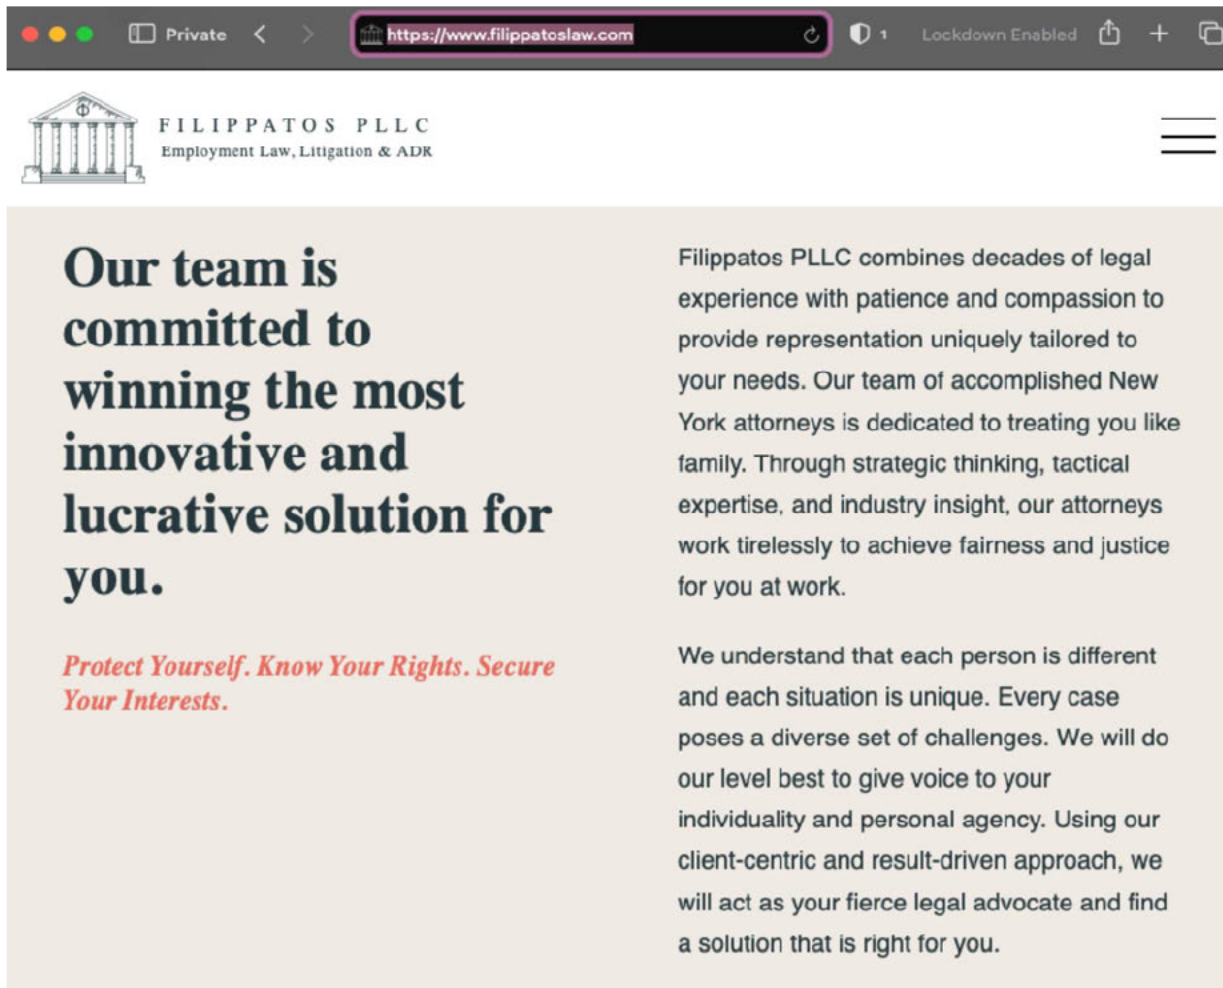 Private
https://www.filippatoslaw.com
1
Lockdown Enabled
FILIPPATOS PLLC
Employment Law, Litigation & ADR
Our team is
committed to
winning the most
innovative and
lucrative solution for
you.
Protect Yourself. Know Your Rights. Secure
Your Interests.
Filippatos PLLC combines decades of legal
experience with patience and compassion to
provide representation uniquely tailored to
your needs. Our team of accomplished New
York attorneys is dedicated to treating you like
family. Through strategic thinking, tactical
expertise, and industry insight, our attorneys
work tirelessly to achieve fairness and justice
for you at work.
We understand that each person is different
and each situation is unique. Every case
poses a diverse set of challenges. We will do
our level best to give voice to your
individuality and personal agency. Using our
client-centric and result-driven approach, we
will act as your fierce legal advocate and find
a solution that is right for you.